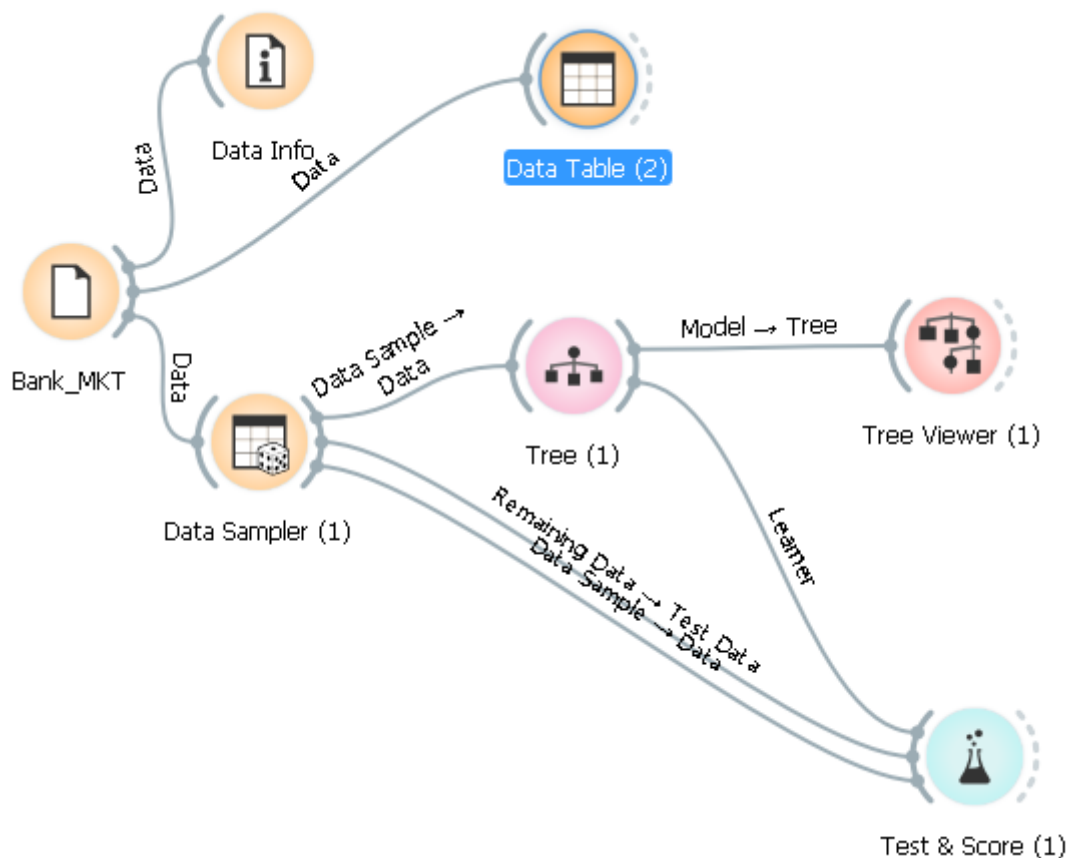 Data Info
Data Table (2)
Data
Data
Bank_MKT
Data
Data Sample →
Data
Model → Tree
Tree (1)
Tree Viewer (1)
Data Sampler (1)
Remaining Data → Test Data
Data Sample → Data
Learner
Test & Score (1)